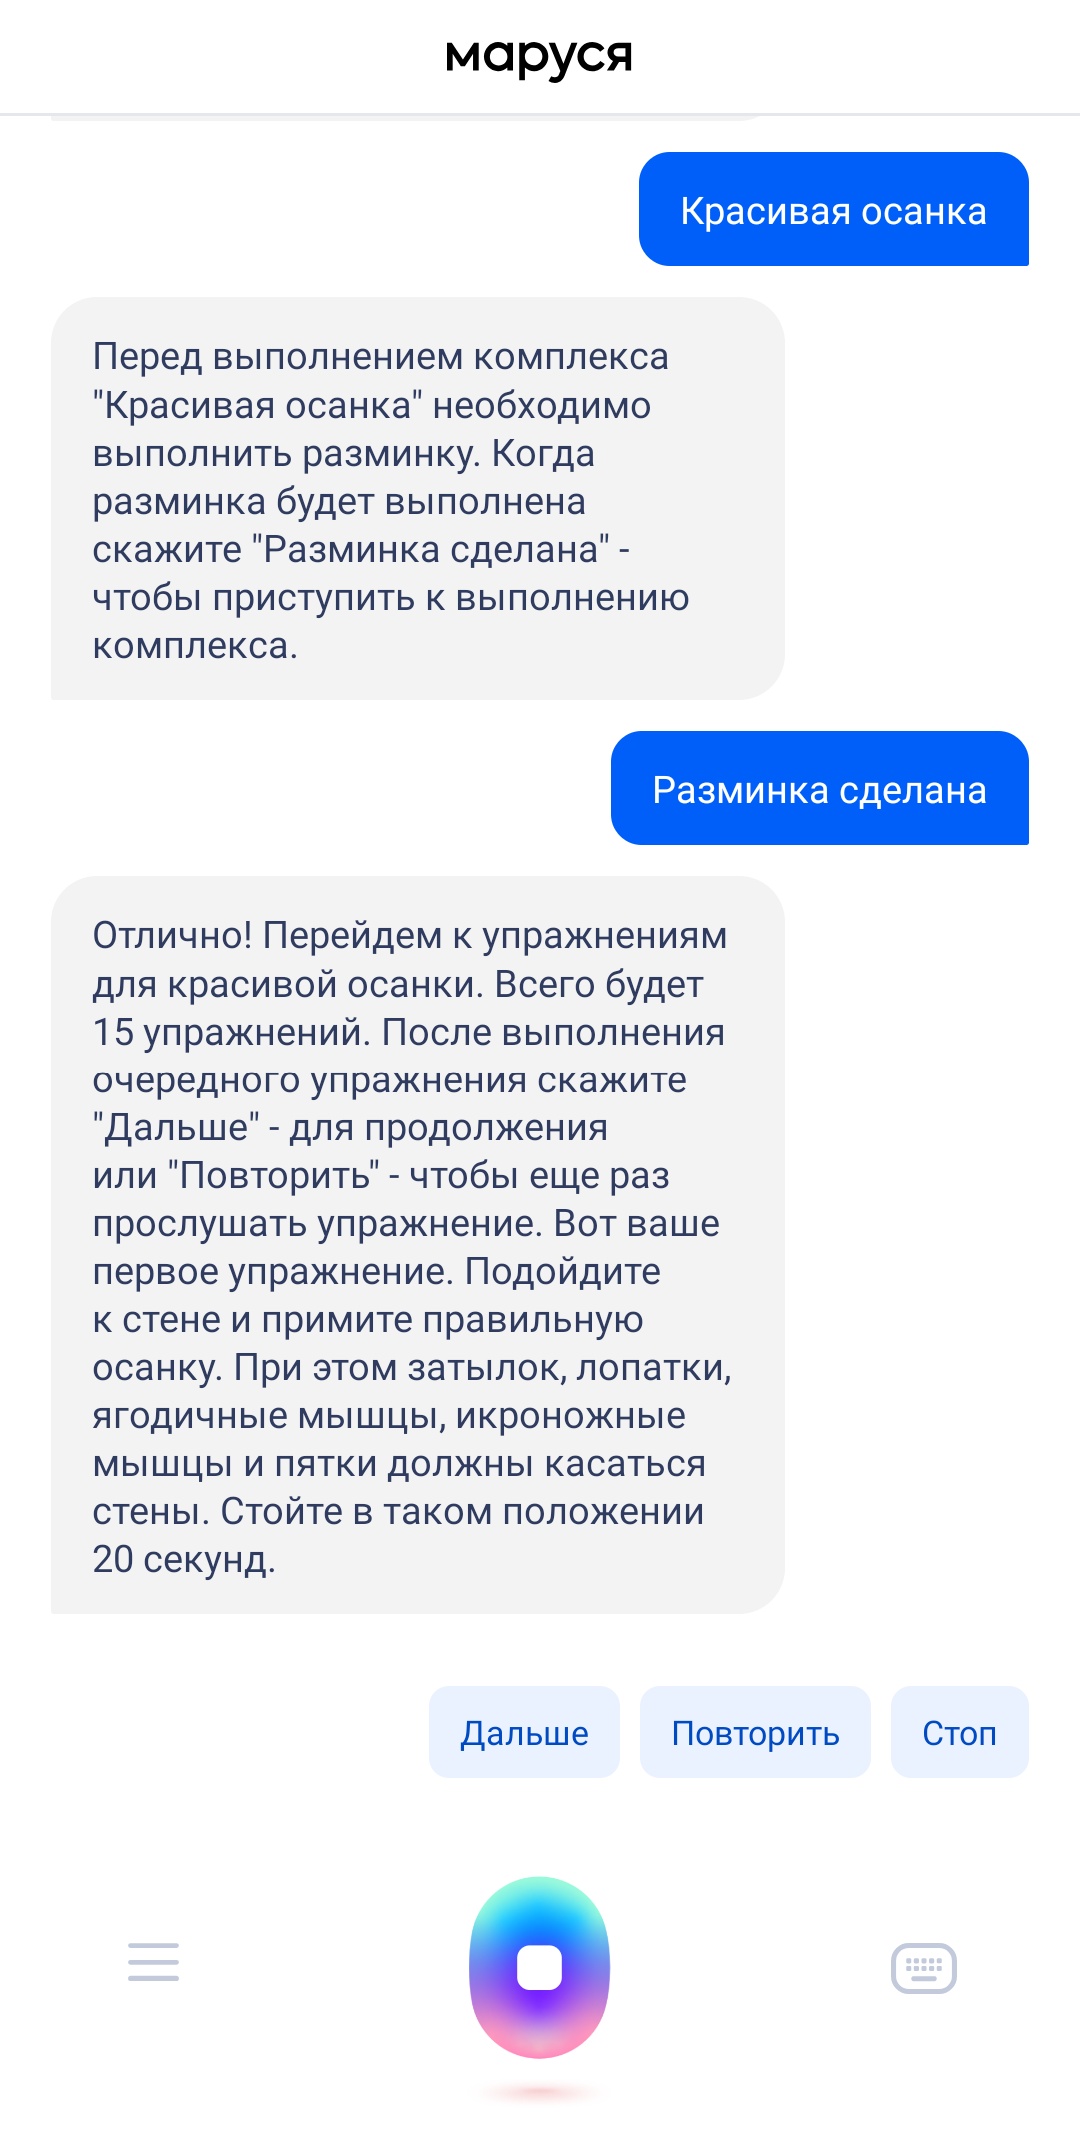 маруся
Красивая осанка
Перед выполнением комплекса
"Красивая осанка" необходимо
выполнить разминку. Когда
разминка будет выполнена
скажите "Разминка сделана" -
чтобы приступить к выполнению
комплекса.
Разминка сделана
Отлично! Перейдем к упражнениям
для красивой осанки. Всего будет
15 упражнений. После выполнения
очередного упражнения скажите
"Дальше" - для продолжения
или "Повторить" - чтобы еще раз
прослушать упражнение. Вот ваше
первое упражнение. Подойдите
к стене и примите правильную
осанку. При этом затылок, лопатки,
ягодичные мышцы, икроножные
мышцы и пятки должны касаться
стены. Стойте в таком положении
20 секунд.
Дальше Повторить Стоп